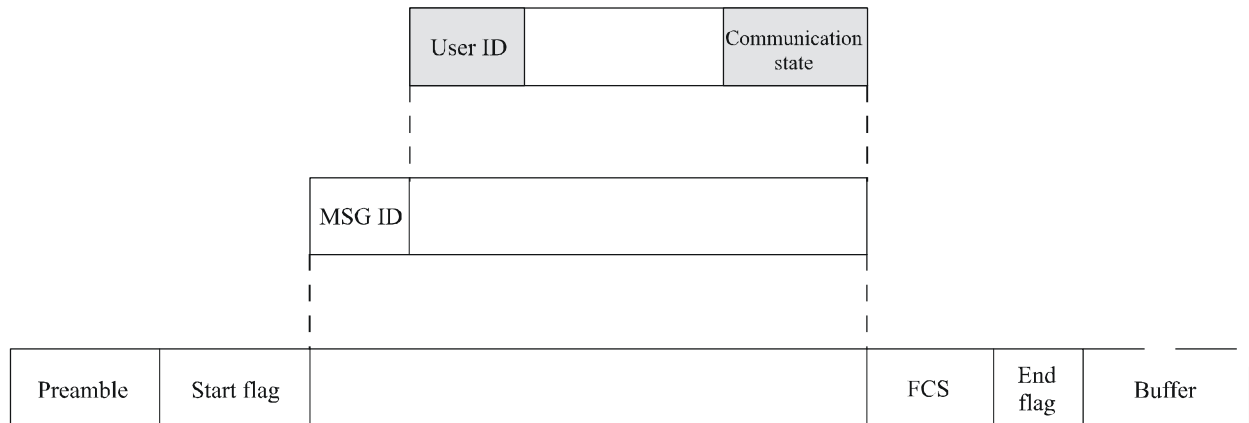 User ID
Communication
state
MSG ID
Preamble
Start flag
FCS
End
flag
Buffer